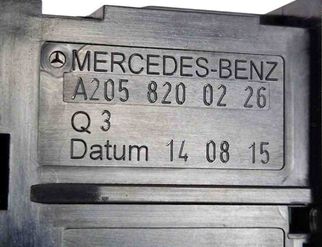 MERCEDES-BENZ
A205 820 02 26
Q 3
Datum 14 08 15